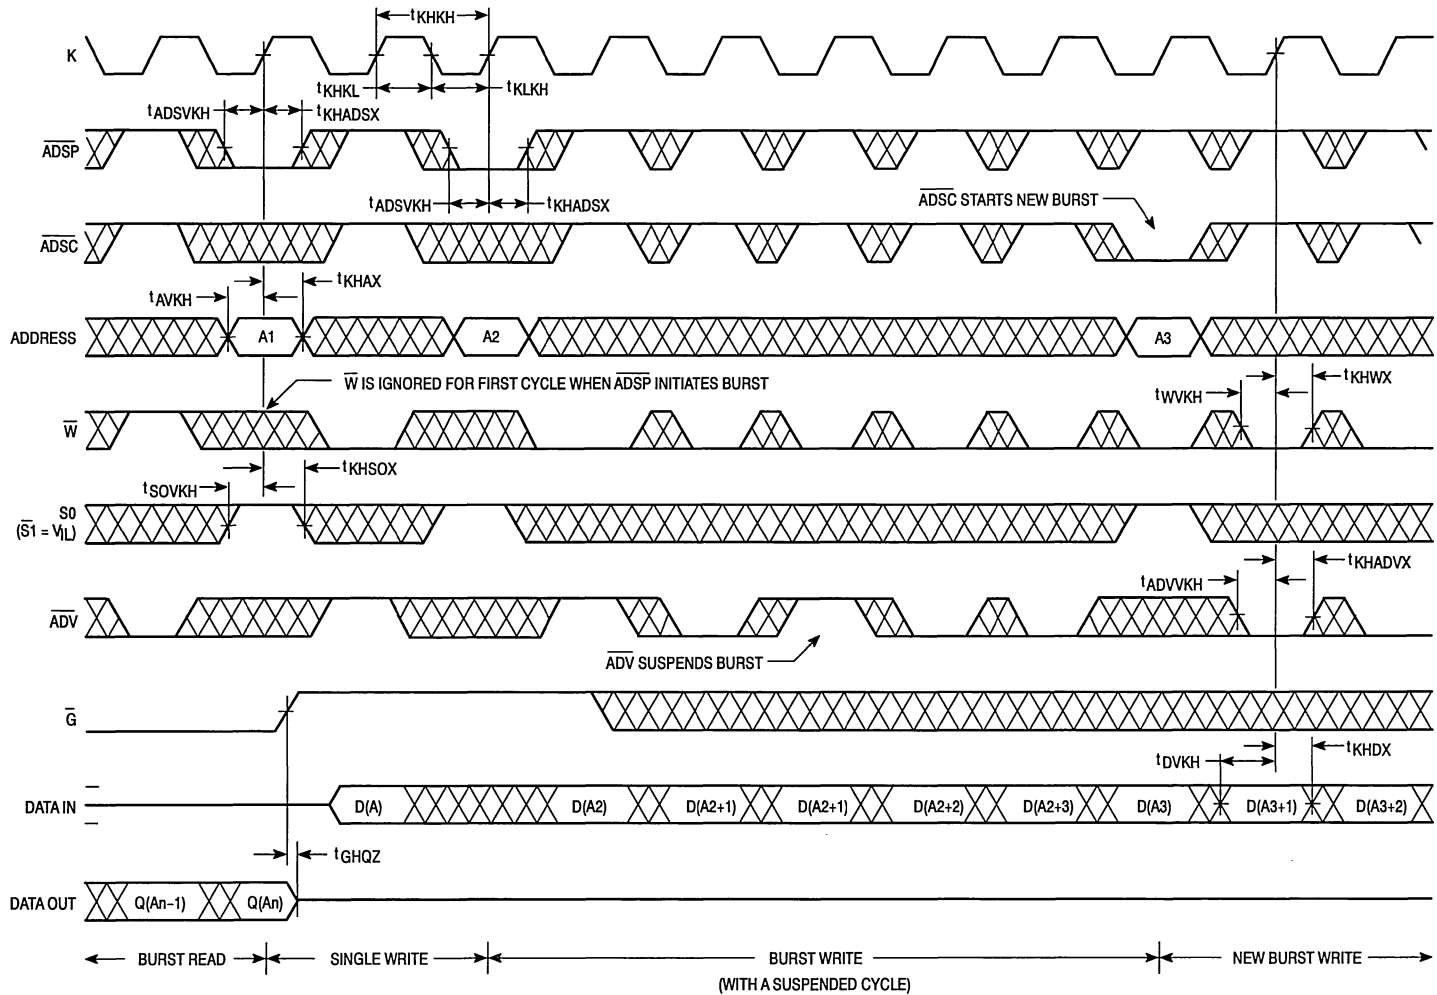 tKHKH
K
tKHKL
tKLKH
tADSVKH
tKHADSX
ADSP
tADSVKH
tKHADSX
ADSC STARTS NEW BURST
ADSC
tKHAX
tAVKH
ADDRESS
A1
A2
A3
W IS IGNORED FOR FIRST CYCLE WHEN ADSP INITIATES BURST
tKHWX
tWVKH
W
tKHSOX
tSOVKH
S0
(S1 = VIL)
tKHADVX
tADVVKH
ADV
ADV SUSPENDS BURST
G
tKHDX
tDVKH
DATA IN
D(A)
D(A2)
D(A2+1)
D(A2+1)
D(A2+2)
D(A2+3)
D(A3)
D(A3+1)
D(A3+2)
tGHQZ
DATA OUT
Q(An–1)
Q(An)
BURST READ
SINGLE WRITE
BURST WRITE
(WITH A SUSPENDED CYCLE)
NEW BURST WRITE